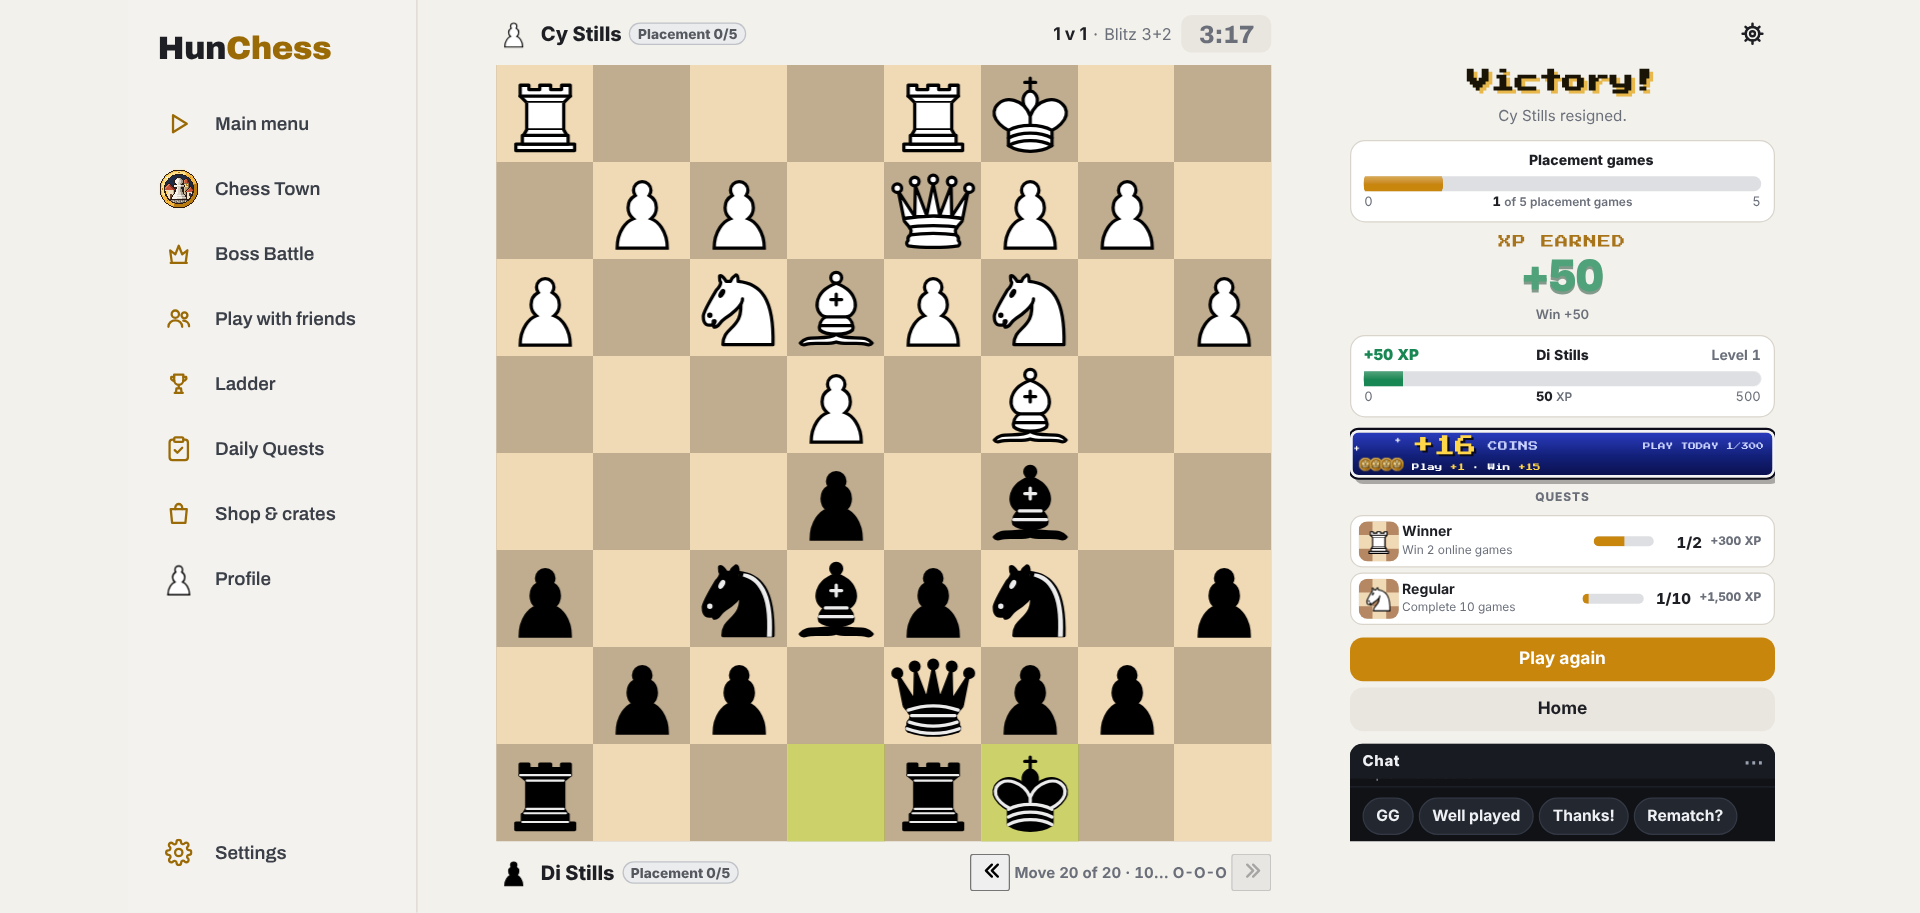 HunChess
Main menu
Chess Town
Boss Battle
Play with friends
Ladder
Daily Quests
Shop & crates
Profile
Settings
Cy Stills Placement 0/5
1 v 1 · Blitz 3+2 3:17
Di Stills Placement 0/5
Move 20 of 20 · 10... O-O-O
Victory!
Cy Stills resigned.
Placement games
0 1 of 5 placement games 5
XP EARNED
+50
Win +50
+50 XP Di Stills Level 1
0 50 XP 500
+16 COINS PLAY TODAY 1/300
Play +1 · Win +15
QUESTS
Winner
Win 2 online games
1/2 +300 XP
Regular
Complete 10 games
1/10 +1,500 XP
Play again
Home
Chat
GG Well played Thanks! Rematch?